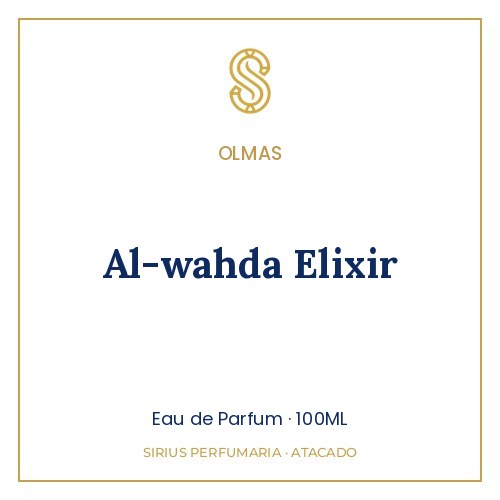 OLMAS
Al-wahda Elixir
Eau de Parfum · 100ML
SIRIUS PERFUMARIA · ATACADO